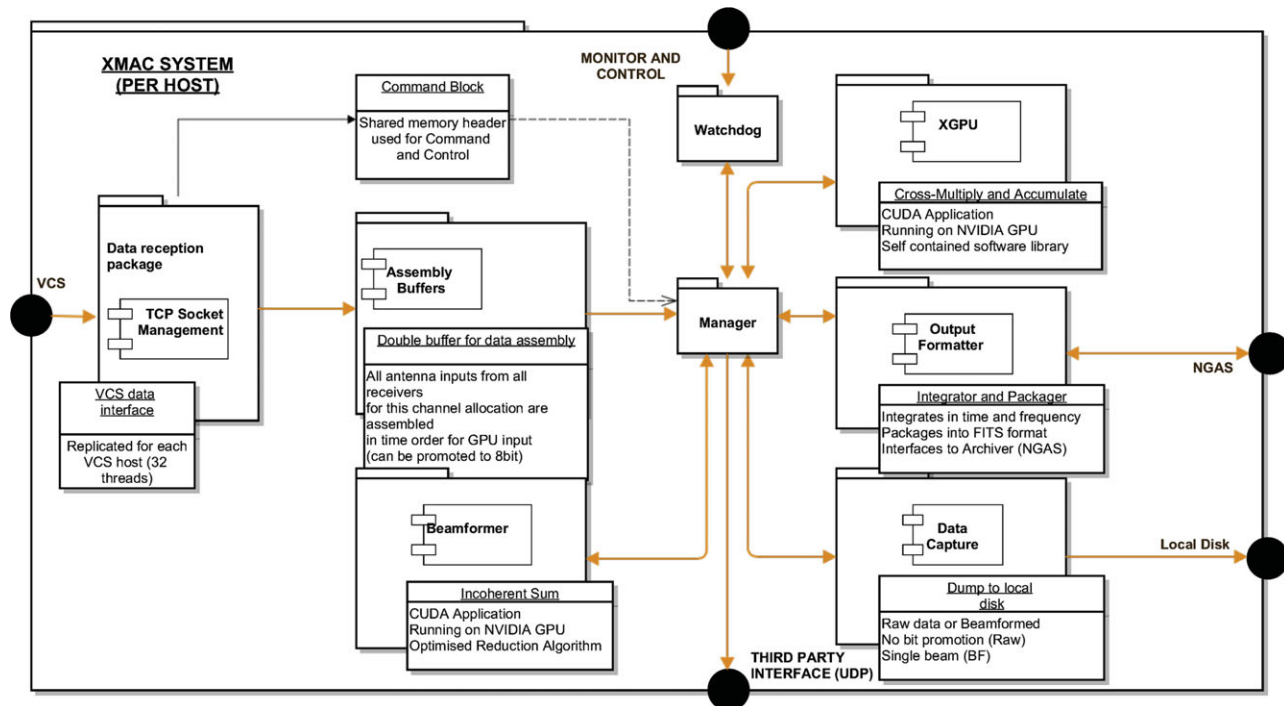 XMAC SYSTEM
(PER HOST)
MONITOR AND
CONTROL
Command Block
Shared memory header
used for Command
and Control
Watchdog
XGPU
Cross-Multiply and Accumulate
CUDA Application
Running on NVIDIA GPU
Self contained software library
Data reception
package
TCP Socket
Management
VCS
VCS data
interface
Replicated for each
VCS host (32
threads)
Assembly
Buffers
Double buffer for data assembly
All antenna inputs from all
receivers
for this channel allocation are
assembled
in time order for GPU input
(can be promoted to 8bit)
Manager
Output
Formatter
NGAS
Integrator and Packager
Integrates in time and frequency
Packages into FITS format
Interfaces to Archiver (NGAS)
Beamformer
Incoherent Sum
CUDA Application
Running on NVIDIA GPU
Optimised Reduction Algorithm
Data
Capture
Local Disk
Dump to local
disk
Raw data or Beamformed
No bit promotion (Raw)
Single beam (BF)
THIRD PARTY
INTERFACE (UDP)